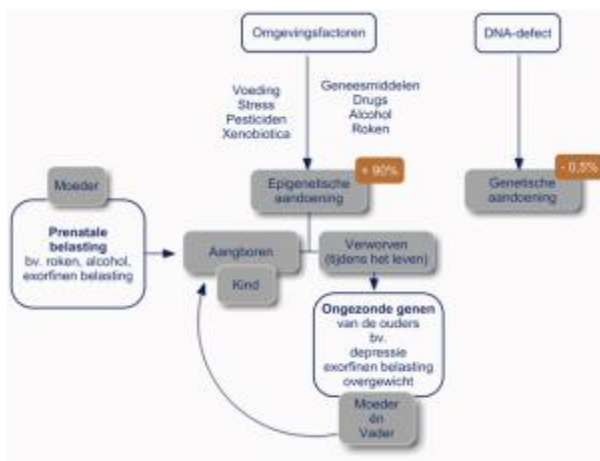 Omgevingsfactoren
DNA-defect
Voeding
Stress
Pesticiden
Xenobiotica
Geneesmiddelen
Drugs
Alcohol
Roken
+ 90%
Epigenetische
aandoening
- 0,5%
Genetische
aandoening
Moeder
Prenatale
belasting
bv. roken, alcohol,
exorfinen belasting
Aangboren
Kind
Verworven
(tijdens het leven)
Ongezonde genen
van de ouders
bv.
depressie
exorfinen belasting
overgewicht
Moeder
én
Vader